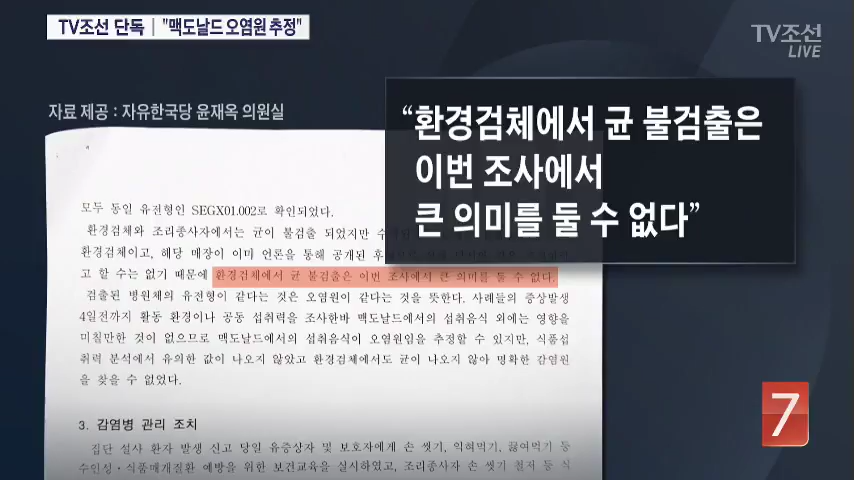 TV조선 단독 | "맥도날드 오염원 추정"
TV조선
LIVE
자료 제공 : 자유한국당 윤재옥 의원실
“환경검체에서 균 불검출은
이번 조사에서
큰 의미를 둘 수 없다”
모두 동일 유전형인 SEGX01.002로 확인되었다.
환경검체와 조리종사자에서는 균이 불검출 되었지만
환경검체이고, 해당 매장이 이미 언론을 통해 공개된
고 할 수는 없기 때문에 환경검체에서 균 불검출은 이번 조사에서 큰 의미를 둘 수 없다.
검출된 병원체의 유전형이 같다는 것은 오염원이 같다는 것을 뜻한다. 사례들의 증상발생
4일전까지 활동 환경이나 공동 섭취력을 조사한바 맥도날드에서의 섭취음식 외에는 영향을
미칠만한 것이 없으므로 맥도날드에서의 섭취음식이 오염원임을 추정할 수 있지만, 식품섭
취력 분석에서 유의한 값이 나오지 않았고 환경검체에서도 균이 나오지 않아 명확한 감염원
을 찾을 수 없었다.
3. 감염병 관리 조치
집단 설사 환자 발생 신고 당일 유증상자 및 보호자에게 손 씻기, 익혀먹기, 끓여먹기 등
수인성·식품매개질환 예방을 위한 보건교육을 실시하였고, 조리종사자 손 씻기 철저 등 식
7